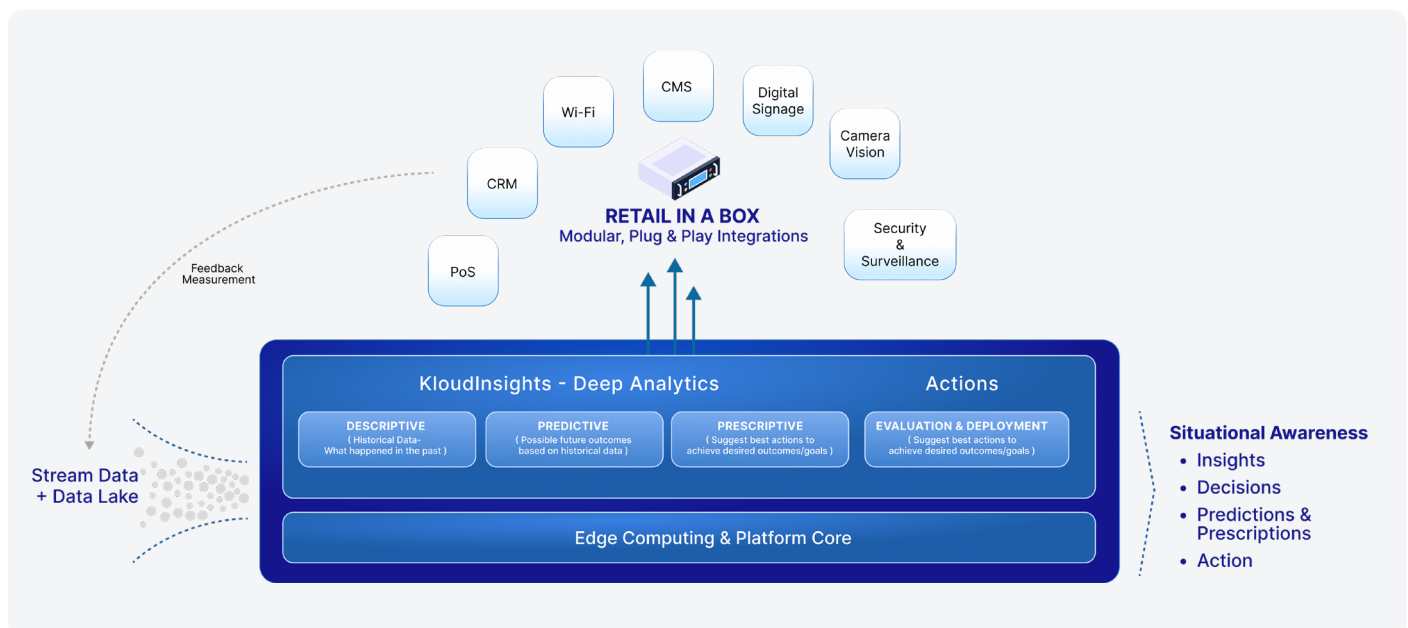 CMS
Digital
Signage
Wi-Fi
Camera
Vision
CRM
RETAIL IN A BOX
Modular, Plug & Play Integrations
Security
&
Surveillance
PoS
Feedback
Measurement
KloudInsights - Deep Analytics
Actions
DESCRIPTIVE
( Historical Data-
What happened in the past )
PREDICTIVE
( Possible future outcomes
based on historical data )
PRESCRIPTIVE
( Suggest best actions to
achieve desired outcomes/goals )
EVALUATION & DEPLOYMENT
( Suggest best actions to
achieve desired outcomes/goals )
Stream Data
+ Data Lake
Edge Computing & Platform Core
Situational Awareness
• Insights
• Decisions
• Predictions &
Prescriptions
• Action